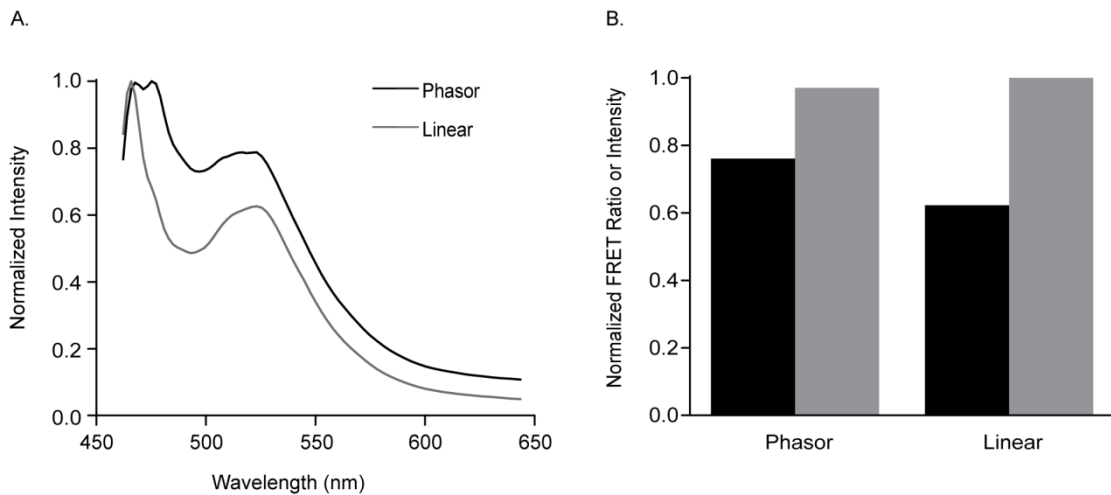 A.
Normalized Intensity
1.0
0.8
0.6
0.4
0.2
0.0
Phasor
Linear
450 500 550 600 650
Wavelength (nm)
B.
Normalized FRET Ratio or Intensity
1.0
0.8
0.6
0.4
0.2
0.0
Phasor Linear